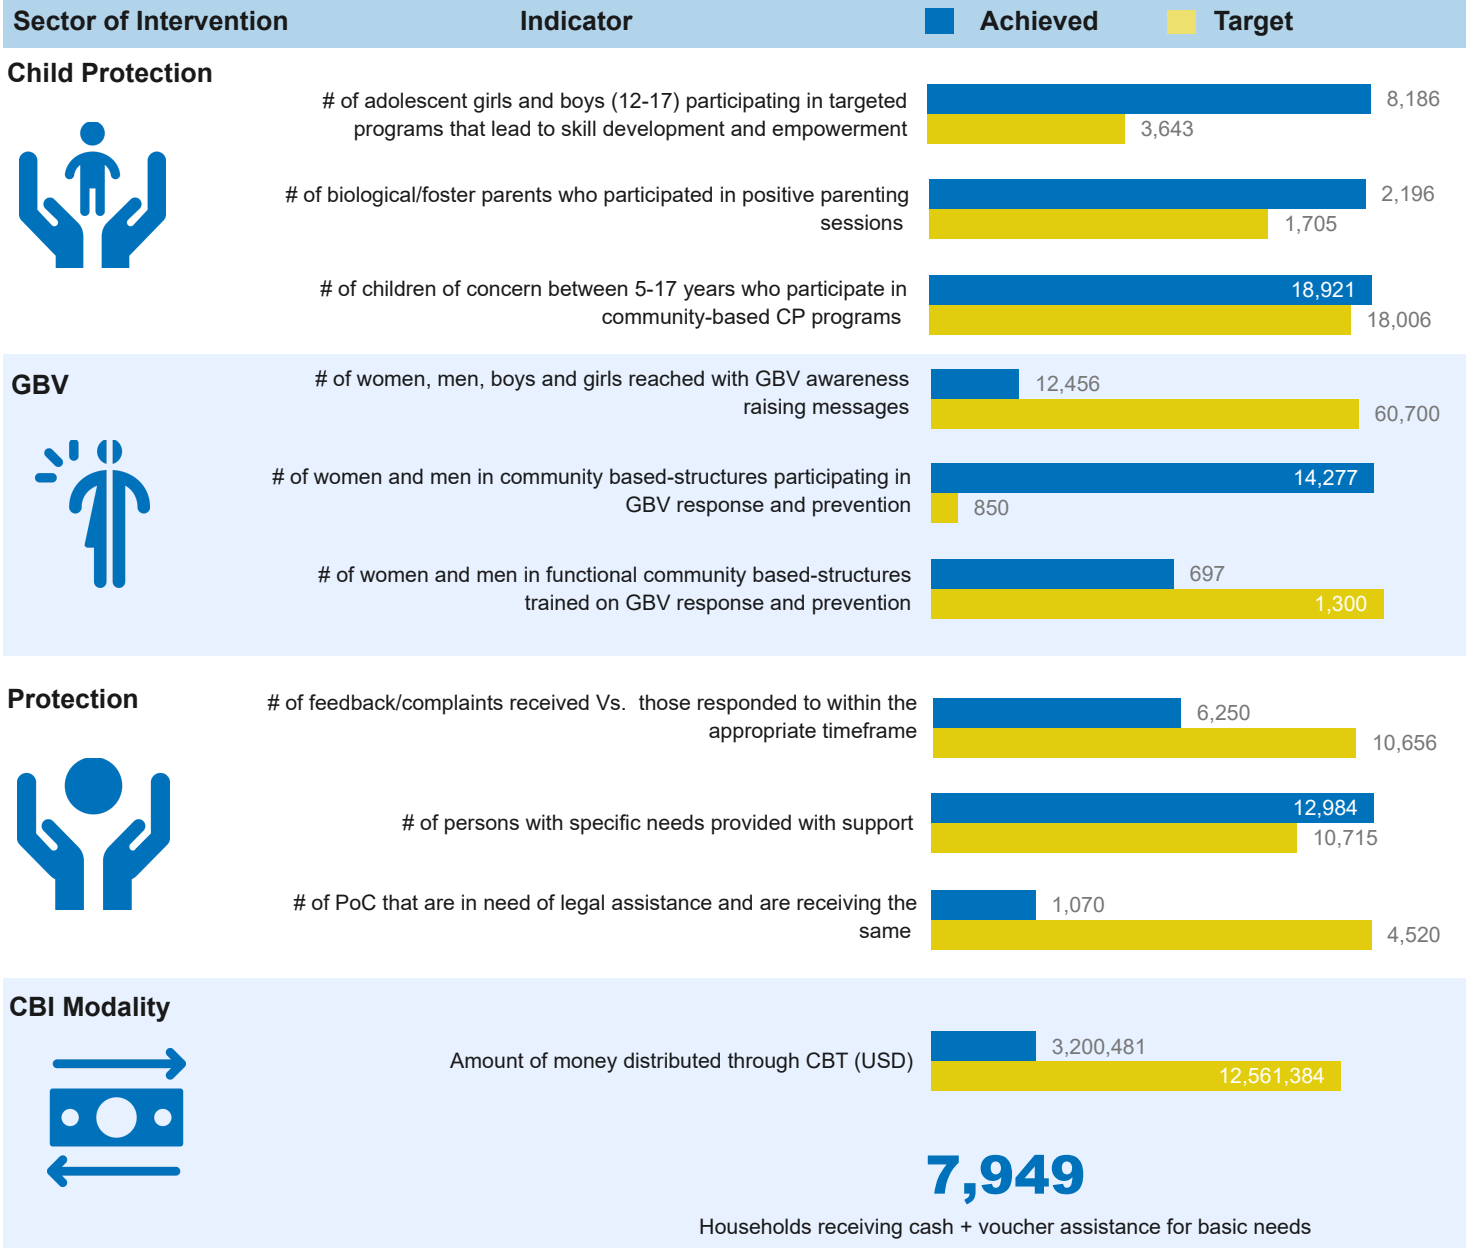 Sector of Intervention Indicator Achieved Target
Child Protection
# of adolescent girls and boys (12-17) participating in targeted
programs that lead to skill development and empowerment
8,186
3,643
# of biological/foster parents who participated in positive parenting
sessions
2,196
1,705
# of children of concern between 5-17 years who participate in
community-based CP programs
18,921
18,006
GBV
# of women, men, boys and girls reached with GBV awareness
raising messages
12,456
60,700
# of women and men in community based-structures participating in
GBV response and prevention
14,277
850
# of women and men in functional community based-structures
trained on GBV response and prevention
697
1,300
Protection
# of feedback/complaints received Vs. those responded to within the
appropriate timeframe
6,250
10,656
# of persons with specific needs provided with support
12,984
10,715
# of PoC that are in need of legal assistance and are receiving the
same
1,070
4,520
CBI Modality
Amount of money distributed through CBT (USD)
3,200,481
12,561,384
7,949
Households receiving cash + voucher assistance for basic needs